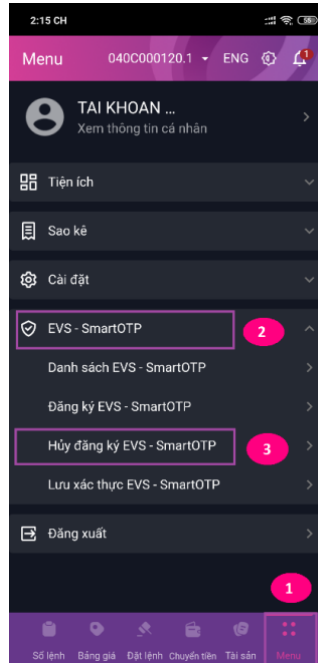 2:15 CH
55
Menu 040C000120.1 ENG 1
TAI KHOAN ...
Xem thông tin cá nhân
Tiện ích
Sao kê
Cài đặt
EVS - SmartOTP 2
Danh sách EVS - SmartOTP
Đăng ký EVS - SmartOTP
Hủy đăng ký EVS - SmartOTP 3
Lưu xác thực EVS - SmartOTP
Đăng xuất
1
Sổ lệnh Bảng giá Đặt lệnh Chuyển tiền Tài sản Menu